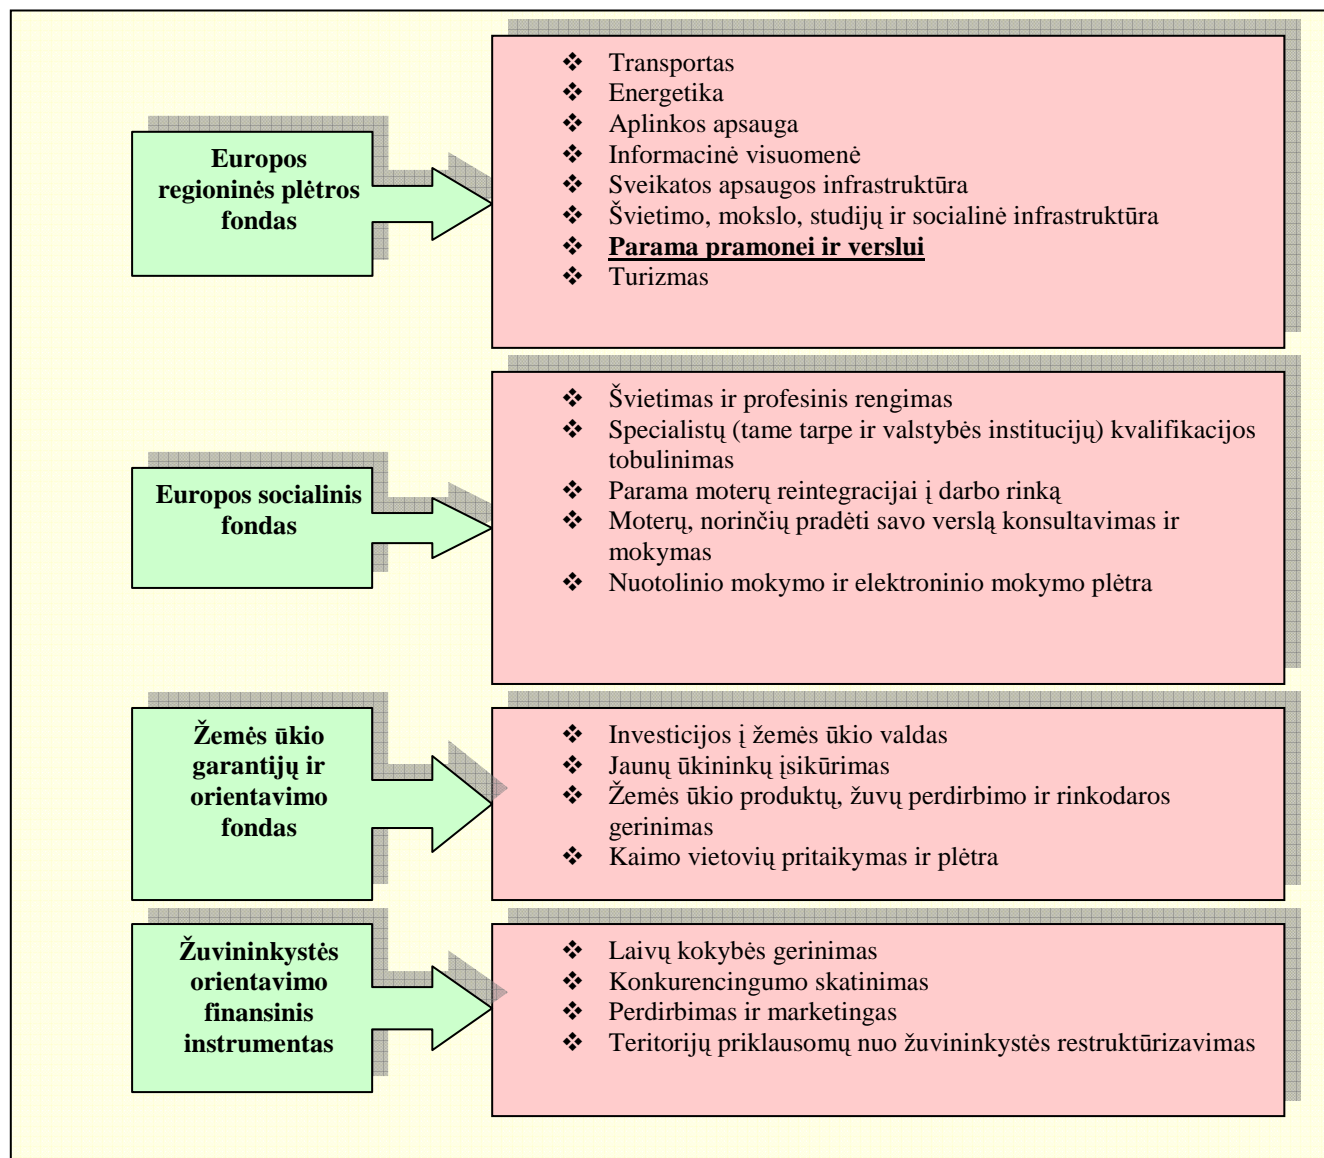 Europos
regioninės plėtros
fondas
❖ Transportas
❖ Energetika
❖ Aplinkos apsauga
❖ Informacinė visuomenė
❖ Sveikatos apsaugos infrastruktūra
❖ Švietimo, mokslo, studijų ir socialinė infrastruktūra
❖ Parama pramonei ir verslui
❖ Turizmas
Europos socialinis
fondas
❖ Švietimas ir profesinis rengimas
❖ Specialistų (tame tarpe ir valstybės institucijų) kvalifikacijos
tobulinimas
❖ Parama moterų reintegracijai į darbo rinką
❖ Moterų, norinčių pradėti savo verslą konsultavimas ir
mokymas
❖ Nuotolinio mokymo ir elektroninio mokymo plėtra
Žemės ūkio
garantijų ir
orientavimo
fondas
❖ Investicijos į žemės ūkio valdas
❖ Jaunų ūkininkų įsikūrimas
❖ Žemės ūkio produktų, žuvų perdirbimo ir rinkodaros
gerinimas
❖ Kaimo vietovių pritaikymas ir plėtra
Žuvininkystės
orientavimo
finansinis
instrumentas
❖ Laivų kokybės gerinimas
❖ Konkurencingumo skatinimas
❖ Perdirbimas ir marketingas
❖ Teritorijų priklausomų nuo žuvininkystės restruktūrizavimas